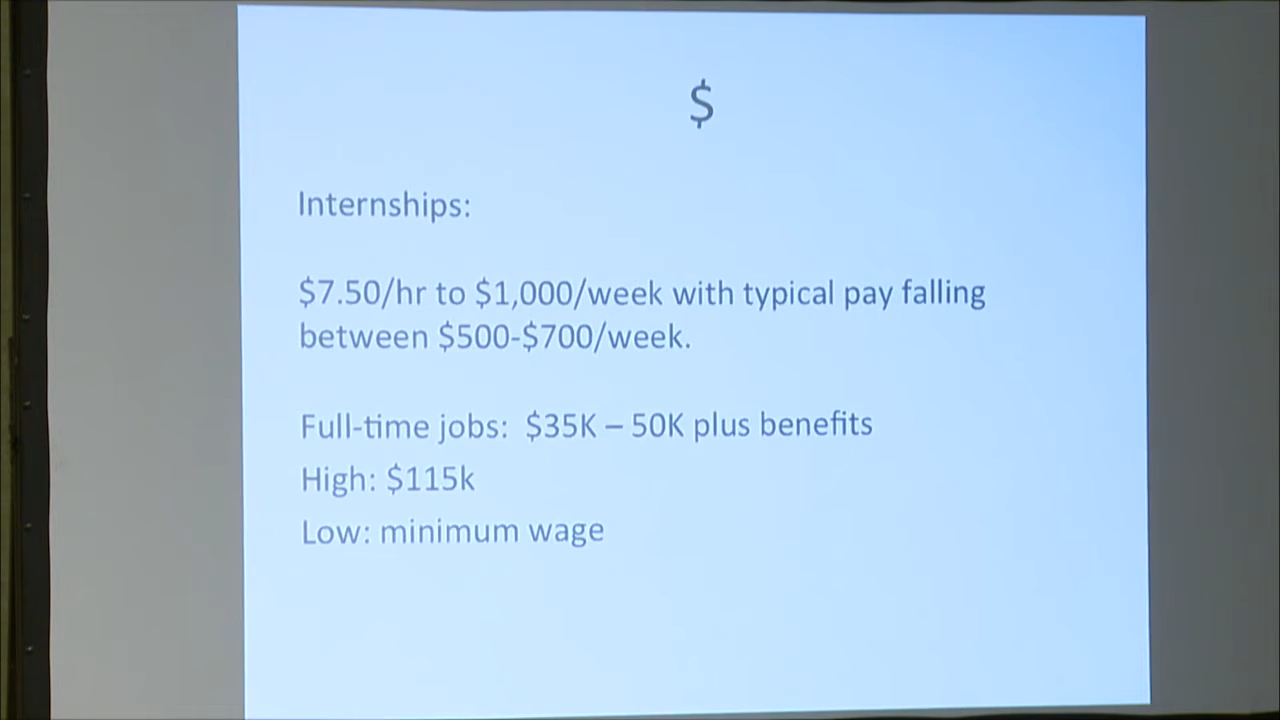 $
Internships:
$7.50/hr to $1,000/week with typical pay falling
between $500-$700/week.
Full-time jobs:  $35K – 50K plus benefits
High: $115k
Low: minimum wage